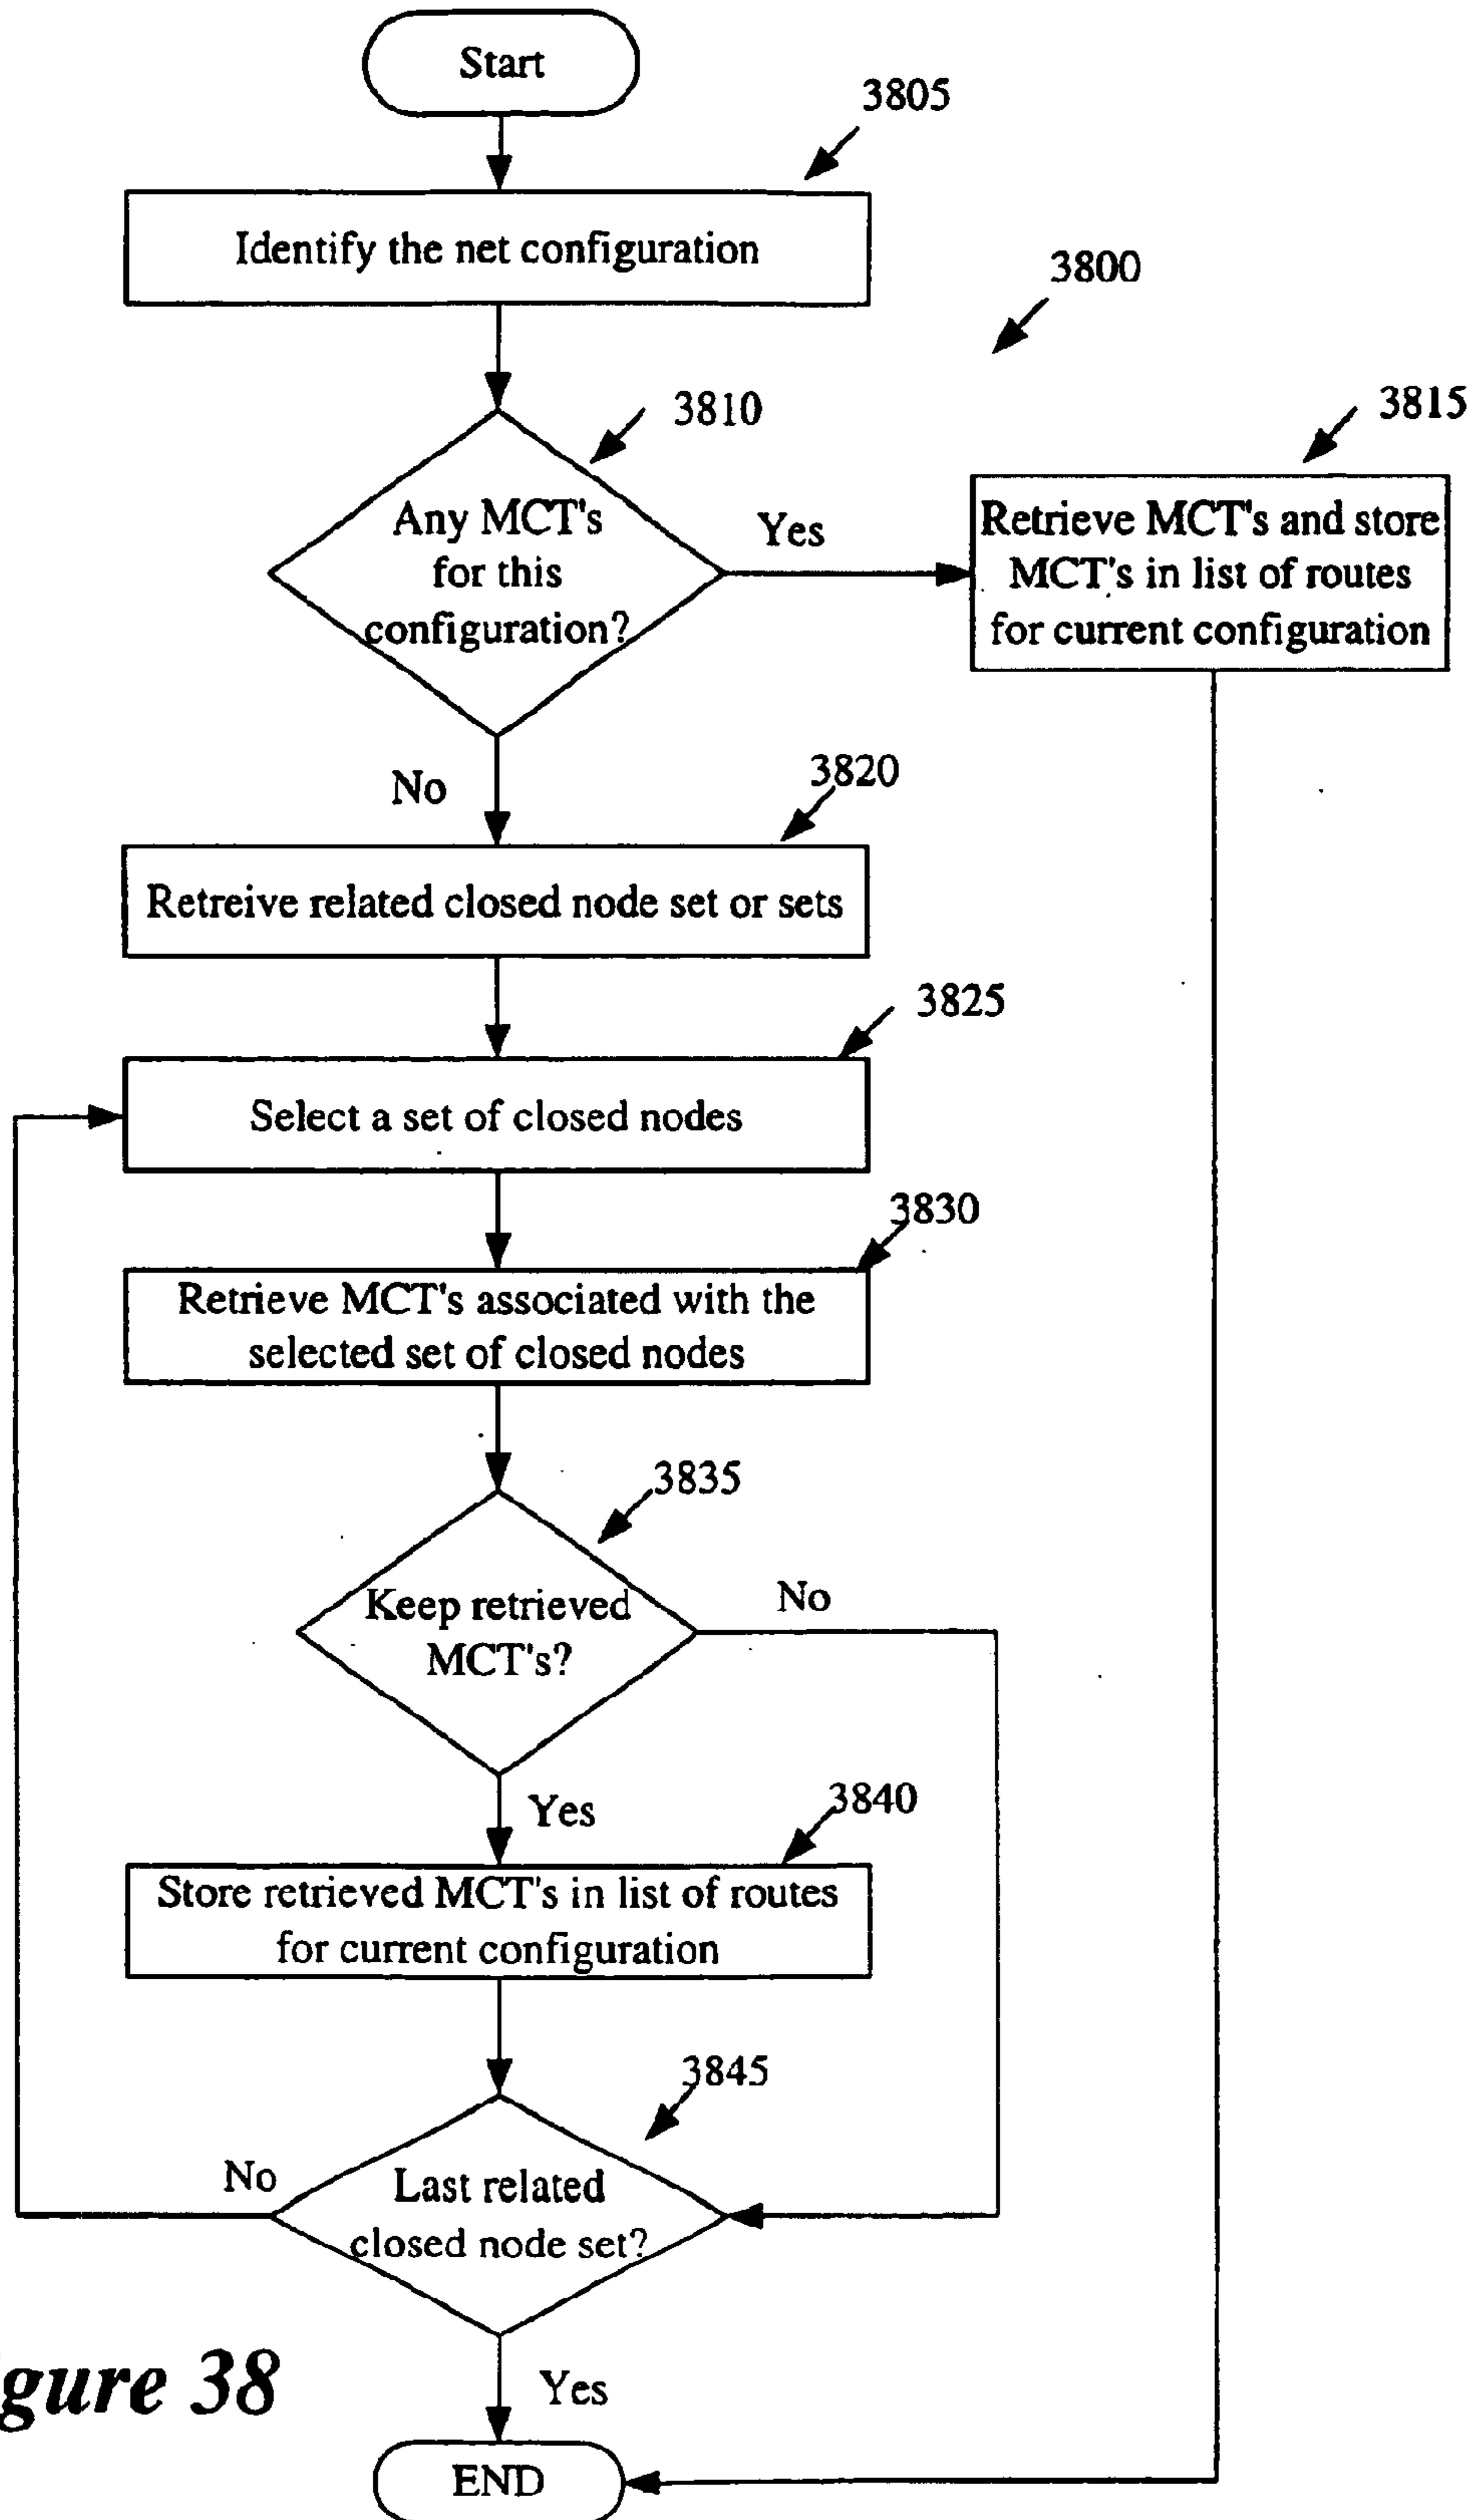 Start
3805
Identify the net configuration
3800
3810
3815
Any MCT's
for this
configuration?
Yes
Retrieve MCT's and store
MCT's in list of routes
for current configuration
No
3820
Retreive related closed node set or sets
3825
Select a set of closed nodes
3830
Retrieve MCT's associated with the
selected set of closed nodes
3835
Keep retrieved
MCT's?
No
Yes
3840
Store retrieved MCT's in list of routes
for current configuration
3845
No
Last related
closed node set?
Yes
gure 38
END